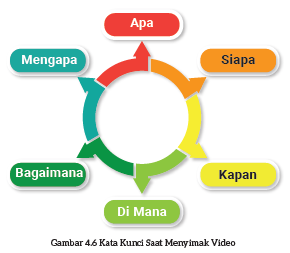 Apa
Siapa
Kapan
Di Mana
Bagaimana
Mengapa
Gambar 4.6 Kata Kunci Saat Menyimak Video